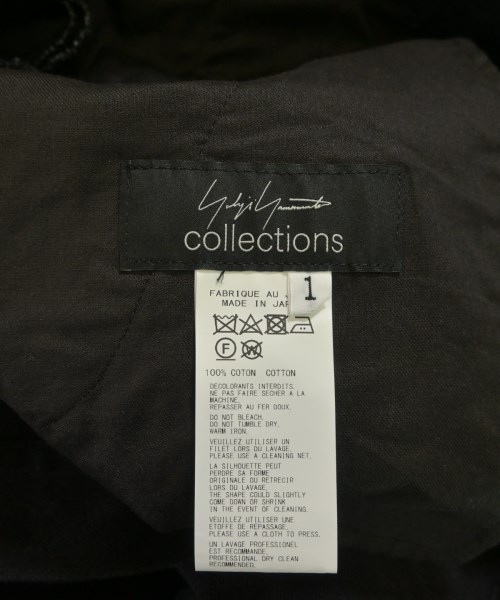 Yohji Yamamoto
collections
1
FABRIQUE AU
MADE IN JAP
F
W
100% COTON COTTON
DECOLORANTS INTERDITS.
NE PAS FAIRE SECHER A LA
MACHINE.
REPASSER AU FER DOUX.
DO NOT BLEACH.
DO NOT TUMBLE DRY.
WARM IRON.
VEUILLEZ UTILISER UN
FILET LORS DU LAVAGE.
PLEASE USE A CLEANING NET.
LA SILHOUETTE PEUT
PERDRE SA FORME
ORIGINALE OU RETRECIR
LORS DU LAVAGE.
THE SHAPE COULD SLIGHTLY
COME DOWN OR SHRINK
IN THE EVENT OF CLEANING.
VEUILLEZ UTILISER UNE
ETOFFE DE REPASSAGE.
PLEASE USE A CLOTH TO PRESS.
UN LAVAGE PROFESSIONEL
EST RECOMMANDE.
PROFESSIONAL DRY CLEAN
RECOMMENDED.